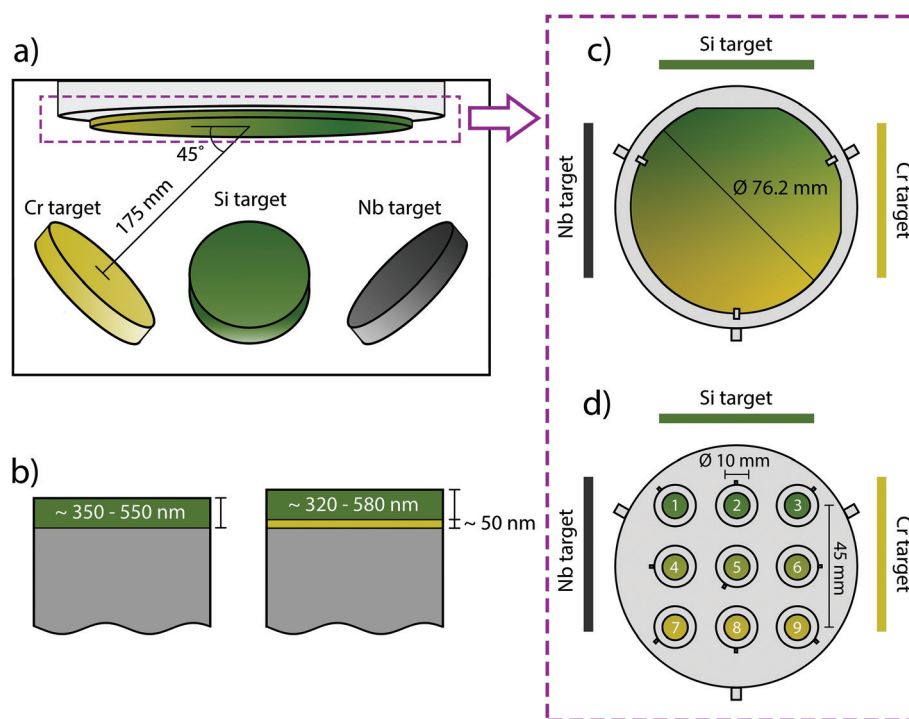 a)
45°
175 mm
Cr target
Si target
Nb target
b)
~ 350 - 550 nm
~ 320 - 580 nm
~ 50 nm
c)
Si target
Nb target
Ø 76.2 mm
Cr target
d)
Si target
Nb target
Ø 10 mm
1
2
3
4
5
6
7
8
9
45 mm
Cr target